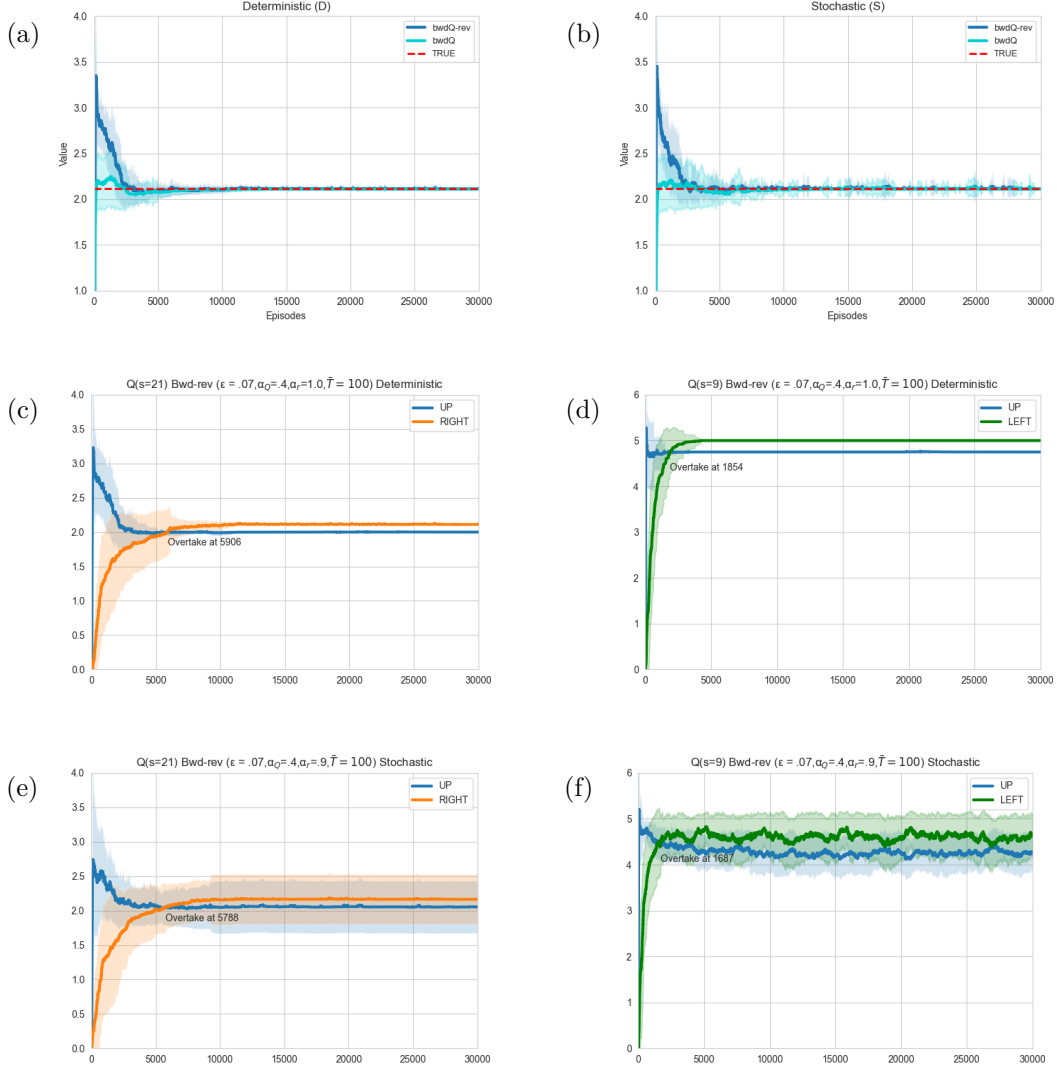 (a)
Deterministic (D)
4.0
3.5
3.0
2.5
2.0
1.5
1.0
Value
bwdQ-rev
bwdQ
TRUE
0 5000 10000 15000 20000 25000 30000
Episodes
(b)
Stochastic (S)
4.0
3.5
3.0
2.5
2.0
1.5
1.0
Value
bwdQ-rev
bwdQ
TRUE
0 5000 10000 15000 20000 25000 30000
Episodes
(c)
Q(s=21) Bwd-rev (ε = .07,α_Q=.4,α_r=1.0,T̄ = 100) Deterministic
4.0
3.5
3.0
2.5
2.0
1.5
1.0
0.5
0.0
UP
RIGHT
Overtake at 5906
0 5000 10000 15000 20000 25000 30000
(d)
Q(s=9) Bwd-rev (ε = .07,α_Q=.4,α_r=1.0,T̄ = 100) Deterministic
6
5
4
3
2
1
0
UP
LEFT
Overtake at 1854
0 5000 10000 15000 20000 25000 30000
(e)
Q(s=21) Bwd-rev (ε = .07,α_Q=.4,α_r=.9,T̄ = 100) Stochastic
4.0
3.5
3.0
2.5
2.0
1.5
1.0
0.5
0.0
UP
RIGHT
Overtake at 5788
0 5000 10000 15000 20000 25000 30000
(f)
Q(s=9) Bwd-rev (ε = .07,α_Q=.4,α_r=.9,T̄ = 100) Stochastic
6
5
4
3
2
1
0
UP
LEFT
Overtake at 1687
0 5000 10000 15000 20000 25000 30000